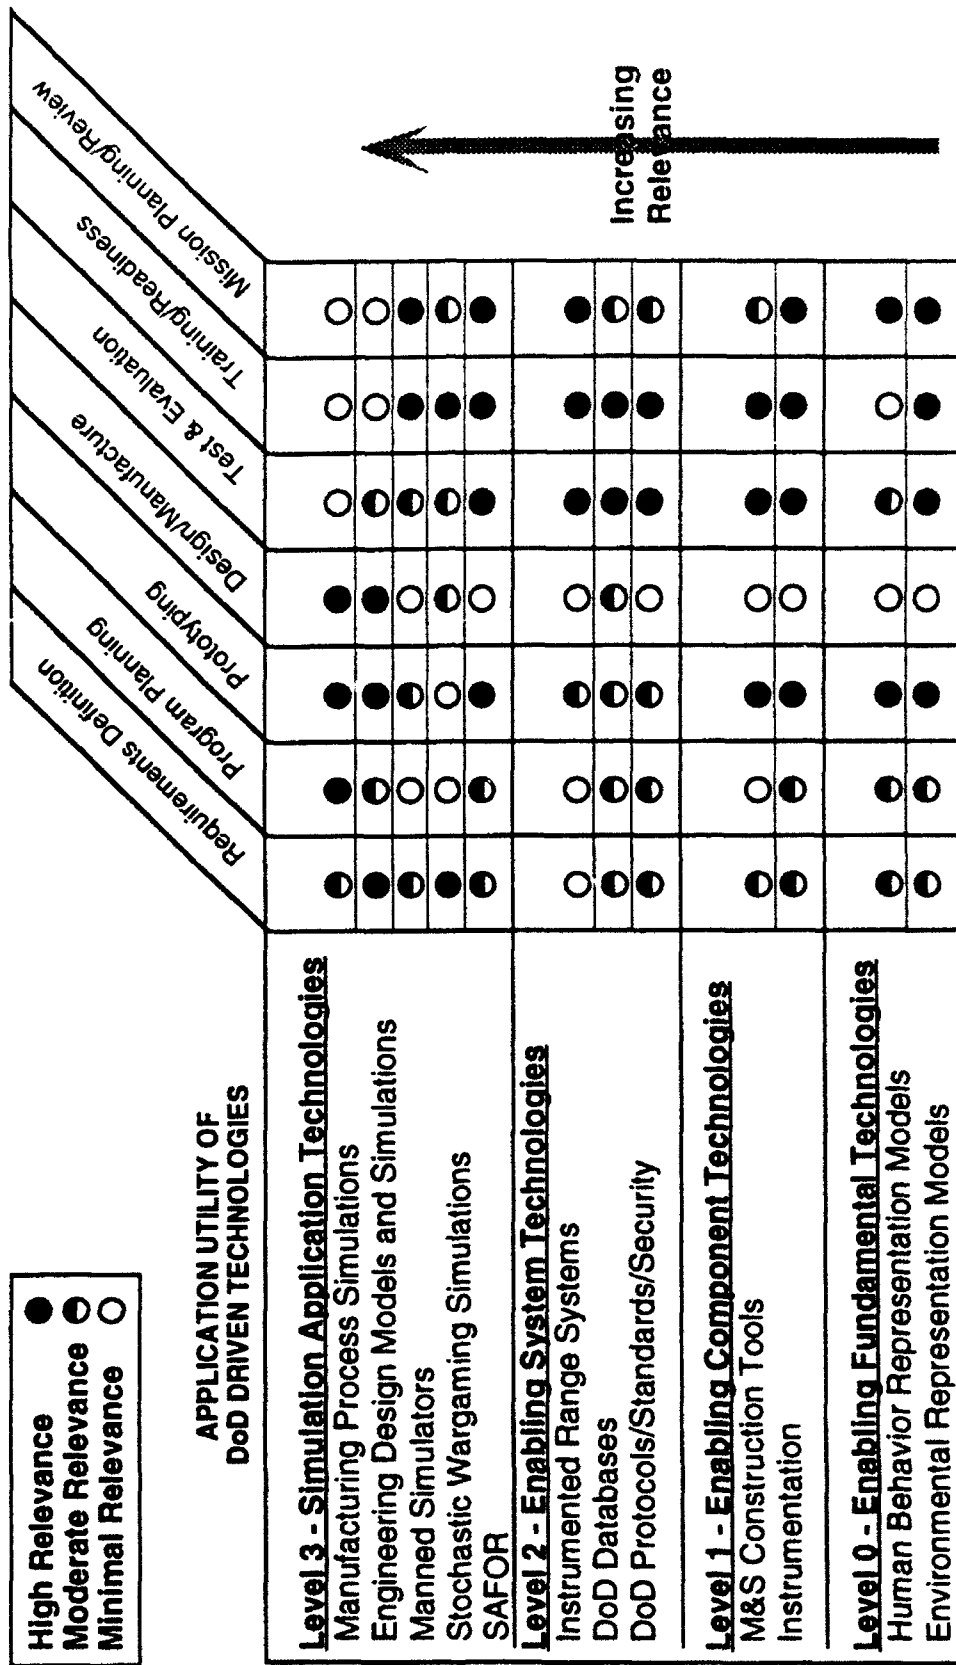 High Relevance
Moderate Relevance
Minimal Relevance
APPLICATION UTILITY OF
DoD DRIVEN TECHNOLOGIES
Requirements Definition
Program Planning
Prototyping
Design/Manufacture
Test & Evaluation
Training/Readiness
Mission Planning/Review
Level 3 - Simulation Application Technologies
Manufacturing Process Simulations
Engineering Design Models and Simulations
Manned Simulators
Stochastic Wargaming Simulations
SAFOR
Level 2 - Enabling System Technologies
Instrumented Range Systems
DoD Databases
DoD Protocols/Standards/Security
Level 1 - Enabling Component Technologies
M&S Construction Tools
Instrumentation
Level 0 - Enabling Fundamental Technologies
Human Behavior Representation Models
Environmental Representation Models
Increasing
Relevance